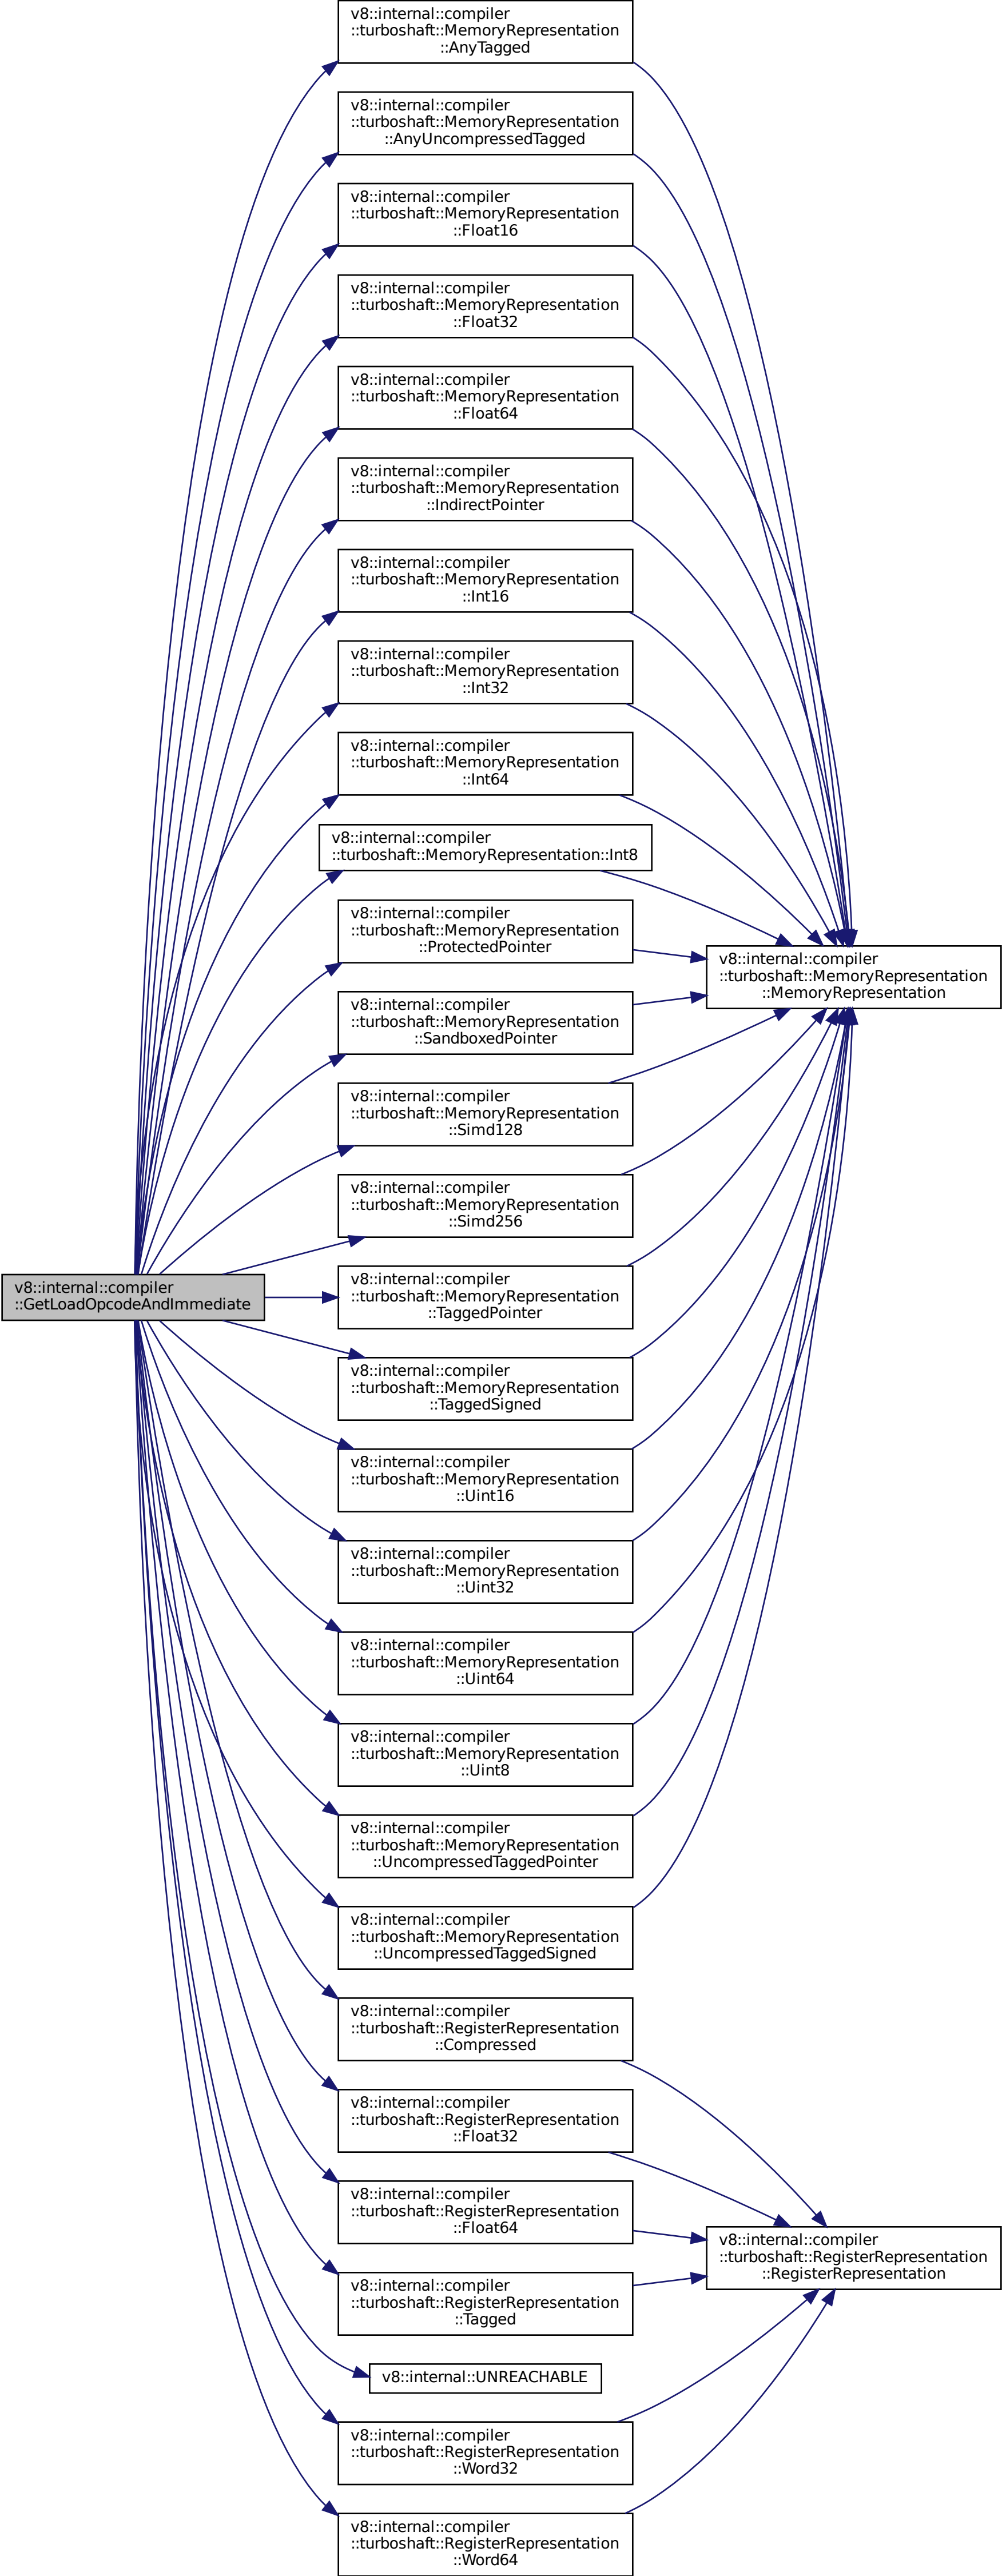 v8::internal::compiler
::turboshaft::MemoryRepresentation
::AnyTagged
v8::internal::compiler
::turboshaft::MemoryRepresentation
::AnyUncompressedTagged
v8::internal::compiler
::turboshaft::MemoryRepresentation
::Float16
v8::internal::compiler
::turboshaft::MemoryRepresentation
::Float32
v8::internal::compiler
::turboshaft::MemoryRepresentation
::Float64
v8::internal::compiler
::turboshaft::MemoryRepresentation
::IndirectPointer
v8::internal::compiler
::turboshaft::MemoryRepresentation
::Int16
v8::internal::compiler
::turboshaft::MemoryRepresentation
::Int32
v8::internal::compiler
::turboshaft::MemoryRepresentation
::Int64
v8::internal::compiler
::turboshaft::MemoryRepresentation::Int8
v8::internal::compiler
::turboshaft::MemoryRepresentation
::ProtectedPointer
v8::internal::compiler
::turboshaft::MemoryRepresentation
::MemoryRepresentation
v8::internal::compiler
::turboshaft::MemoryRepresentation
::SandboxedPointer
v8::internal::compiler
::turboshaft::MemoryRepresentation
::Simd128
v8::internal::compiler
::turboshaft::MemoryRepresentation
::Simd256
v8::internal::compiler
::GetLoadOpcodeAndImmediate
v8::internal::compiler
::turboshaft::MemoryRepresentation
::TaggedPointer
v8::internal::compiler
::turboshaft::MemoryRepresentation
::TaggedSigned
v8::internal::compiler
::turboshaft::MemoryRepresentation
::Uint16
v8::internal::compiler
::turboshaft::MemoryRepresentation
::Uint32
v8::internal::compiler
::turboshaft::MemoryRepresentation
::Uint64
v8::internal::compiler
::turboshaft::MemoryRepresentation
::Uint8
v8::internal::compiler
::turboshaft::MemoryRepresentation
::UncompressedTaggedPointer
v8::internal::compiler
::turboshaft::MemoryRepresentation
::UncompressedTaggedSigned
v8::internal::compiler
::turboshaft::RegisterRepresentation
::Compressed
v8::internal::compiler
::turboshaft::RegisterRepresentation
::Float32
v8::internal::compiler
::turboshaft::RegisterRepresentation
::Float64
v8::internal::compiler
::turboshaft::RegisterRepresentation
::RegisterRepresentation
v8::internal::compiler
::turboshaft::RegisterRepresentation
::Tagged
v8::internal::UNREACHABLE
v8::internal::compiler
::turboshaft::RegisterRepresentation
::Word32
v8::internal::compiler
::turboshaft::RegisterRepresentation
::Word64